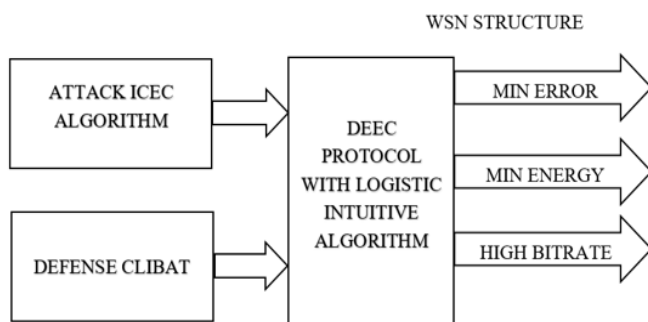 WSN STRUCTURE
ATTACK ICEC
ALGORITHM
DEFENSE CLIBAT
DEEC
PROTOCOL
WITH LOGISTIC
INTUITIVE
ALGORITHM
MIN ERROR
MIN ENERGY
HIGH BITRATE